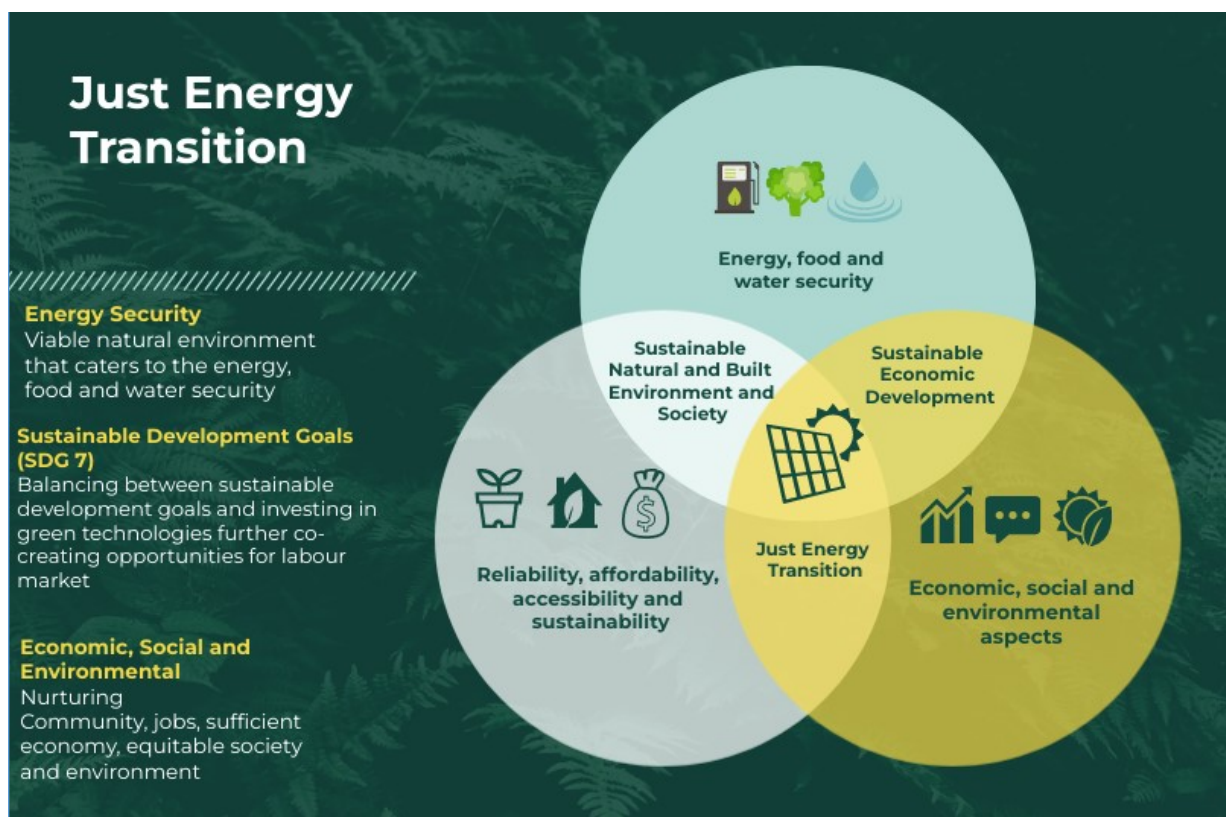 Just Energy
Transition
Energy Security
Viable natural environment
that caters to the energy,
food and water security
Sustainable Development Goals
(SDG 7)
Balancing between sustainable
development goals and investing in
green technologies further co-
creating opportunities for labour
market
Economic, Social and
Environmental
Nurturing
Community, jobs, sufficient
economy, equitable society
and environment
Energy, food and
water security
Sustainable
Natural and Built
Environment and
Society
Sustainable
Economic
Development
$
Reliability, affordability,
accessibility and
sustainability
Just Energy
Transition
Economic, social and
environmental
aspects